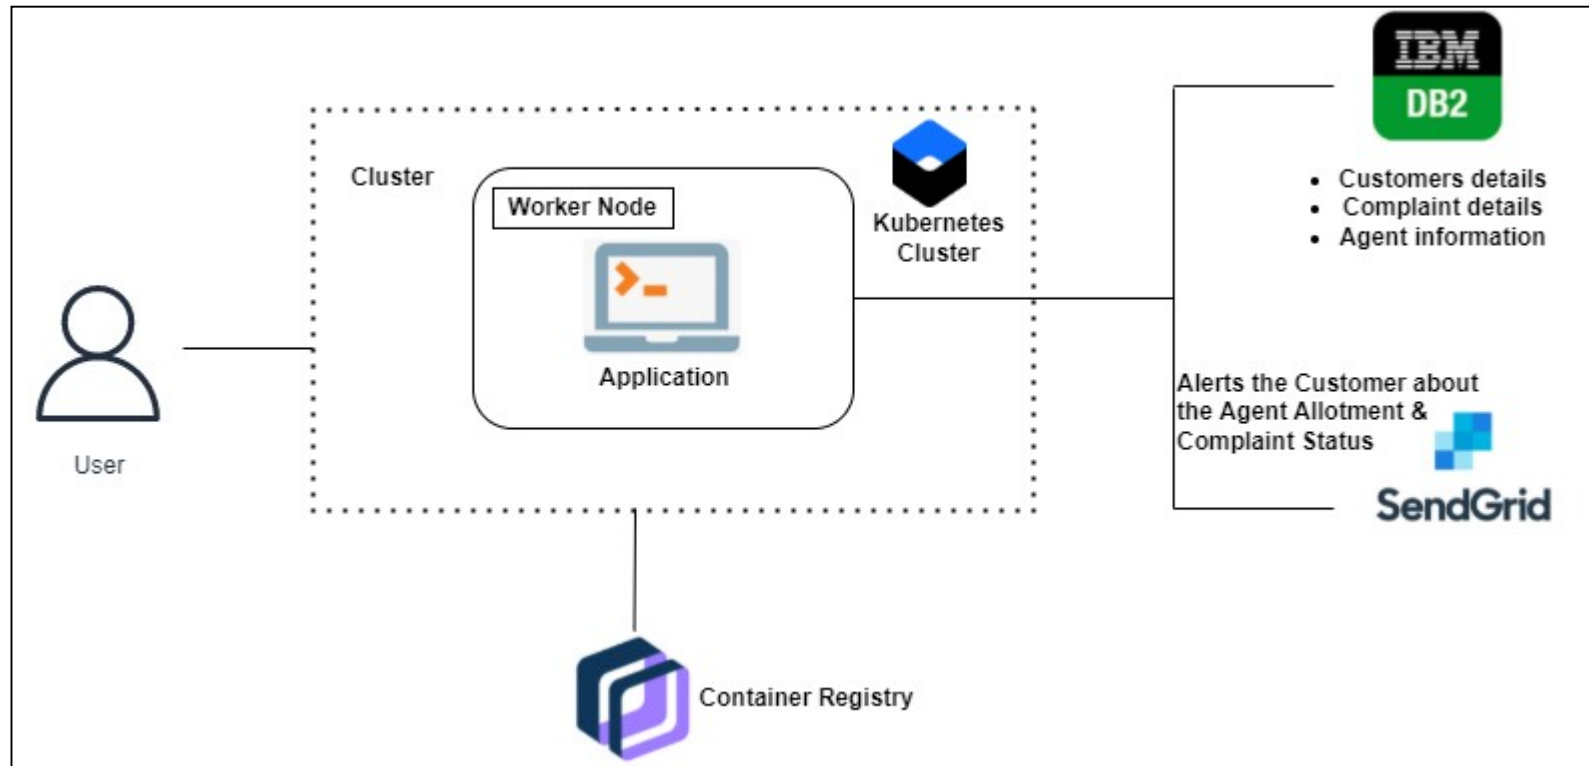 IBM
DB2
Customers details
Complaint details
Agent information
Cluster
Worker Node
Application
Kubernetes
Cluster
User
Alerts the Customer about
the Agent Allotment &
Complaint Status
SendGrid
Container Registry